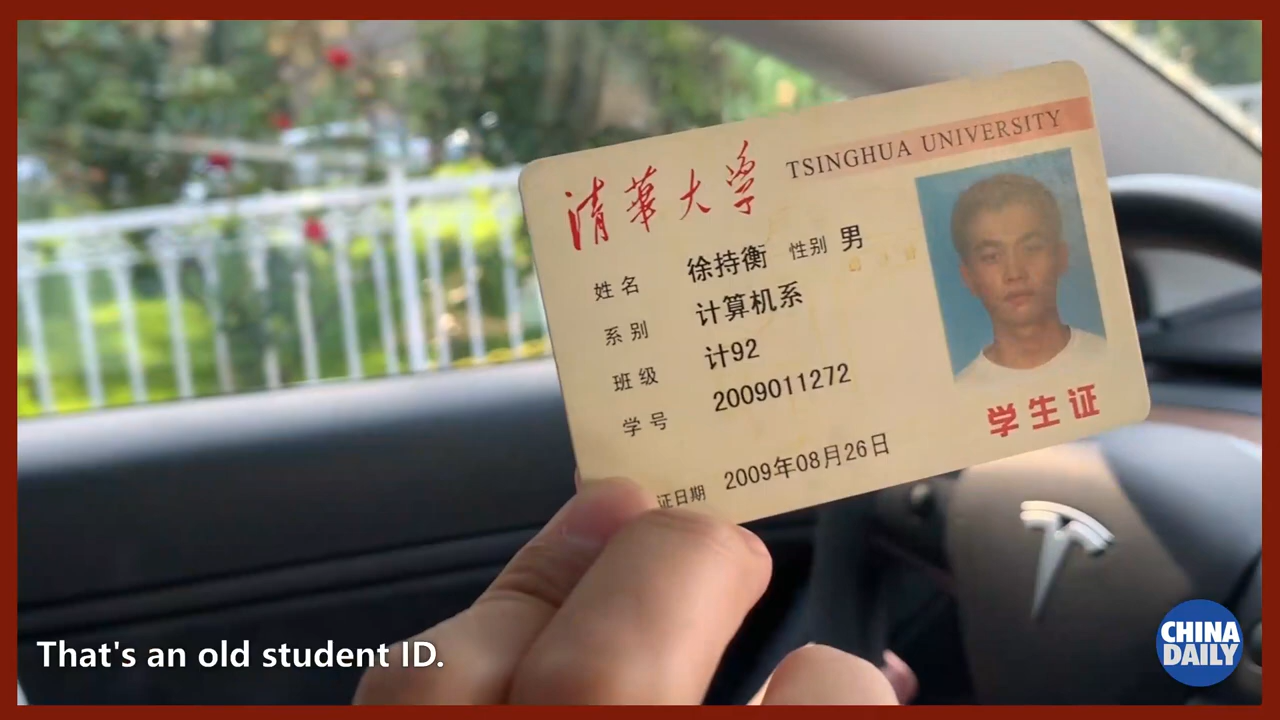 清華大学 TSINGHUA UNIVERSITY
姓名 徐持衡 性别 男
系别 计算机系
班级 计92
学号 2009011272
证日期 2009年08月26日
学生证
That's an old student ID.
CHINA
DAILY